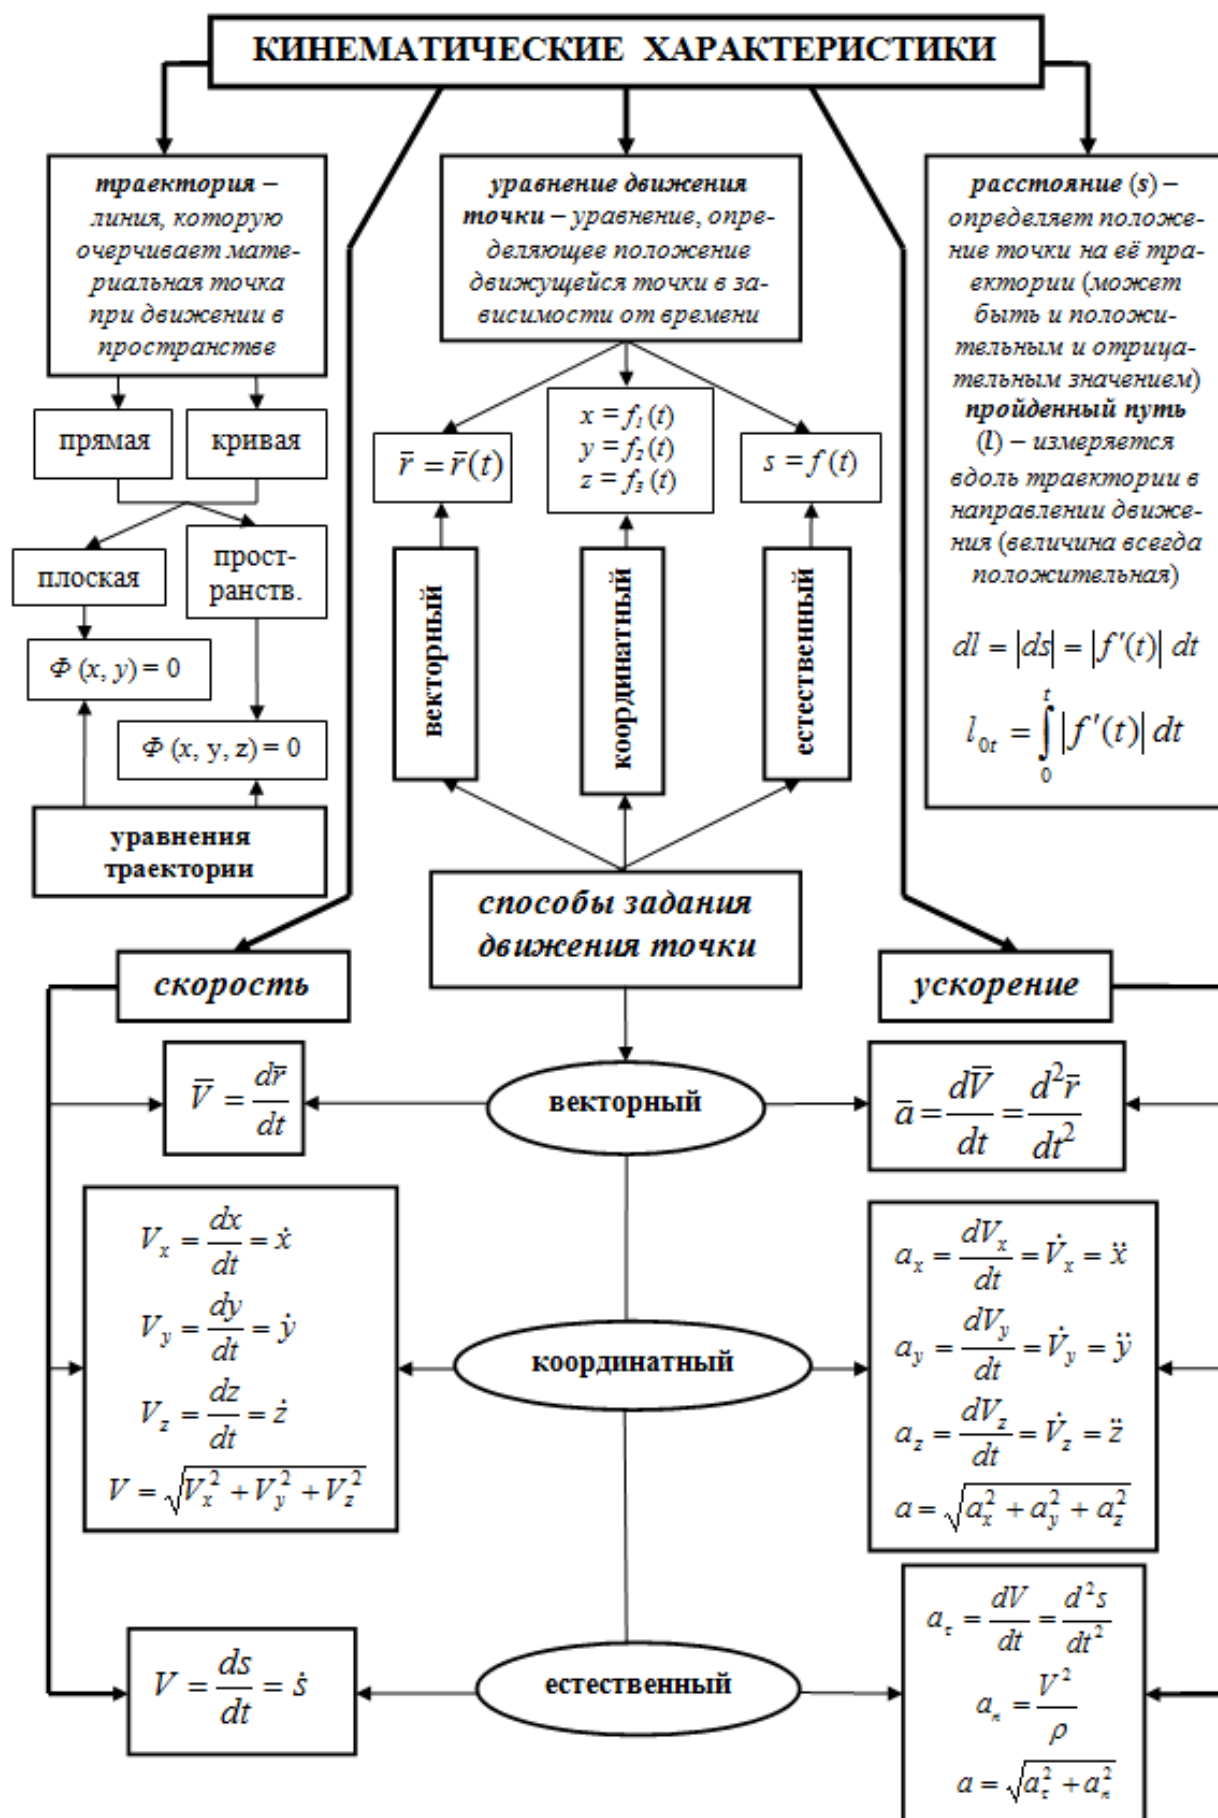 КИНЕМАТИЧЕСКИЕ ХАРАКТЕРИСТИКИ
траектория –
линия, которую
очерчивает мате-
риальная точка
при движении в
пространстве
уравнение движения
точки – уравнение, опре-
деляющее положение
движущейся точки в за-
висимости от времени
расстояние (s) –
определяет положе-
ние точки на её тра-
ектории (может
быть и положи-
тельным и отрица-
тельным значением)
пройденный путь
(l) – измеряется
вдоль траектории в
направлении движе-
ния (величина всегда
положительная)
dl = |ds| = |f'(t)| dt
l₀ₜ = ∫₀ᵗ |f'(t)| dt
прямая
кривая
плоская
прост-
ранств.
Φ (x, y) = 0
Φ (x, y, z) = 0
уравнения
траектории
r̄ = r̄(t)
x = f₁(t)
y = f₂(t)
z = f₃(t)
s = f(t)
векторный
координатный
естественный
способы задания
движения точки
скорость
ускорение
V̄ = dr̄/dt
векторный
ā = dV̄/dt = d²r̄/dt²
Vₓ = dx/dt = ẋ
V_y = dy/dt = ẏ
V_z = dz/dt = ż
V = √(Vₓ² + V_y² + V_z²)
координатный
aₓ = dVₓ/dt = V̇ₓ = ẍ
a_y = dV_y/dt = V̇_y = ÿ
a_z = dV_z/dt = V̇_z = z̈
a = √(aₓ² + a_y² + a_z²)
V = ds/dt = ṡ
естественный
a_τ = dV/dt = d²s/dt²
aₙ = V²/ρ
a = √(a_τ² + aₙ²)